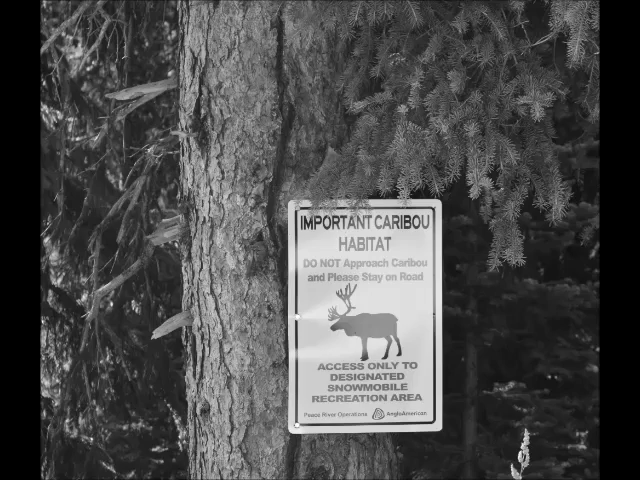 IMPORTANT CARIBOU
HABITAT
DO NOT Approach Caribou
and Please Stay on Road
ACCESS ONLY TO
DESIGNATED
SNOWMOBILE
RECREATION AREA
Peace River Operations AngloAmerican